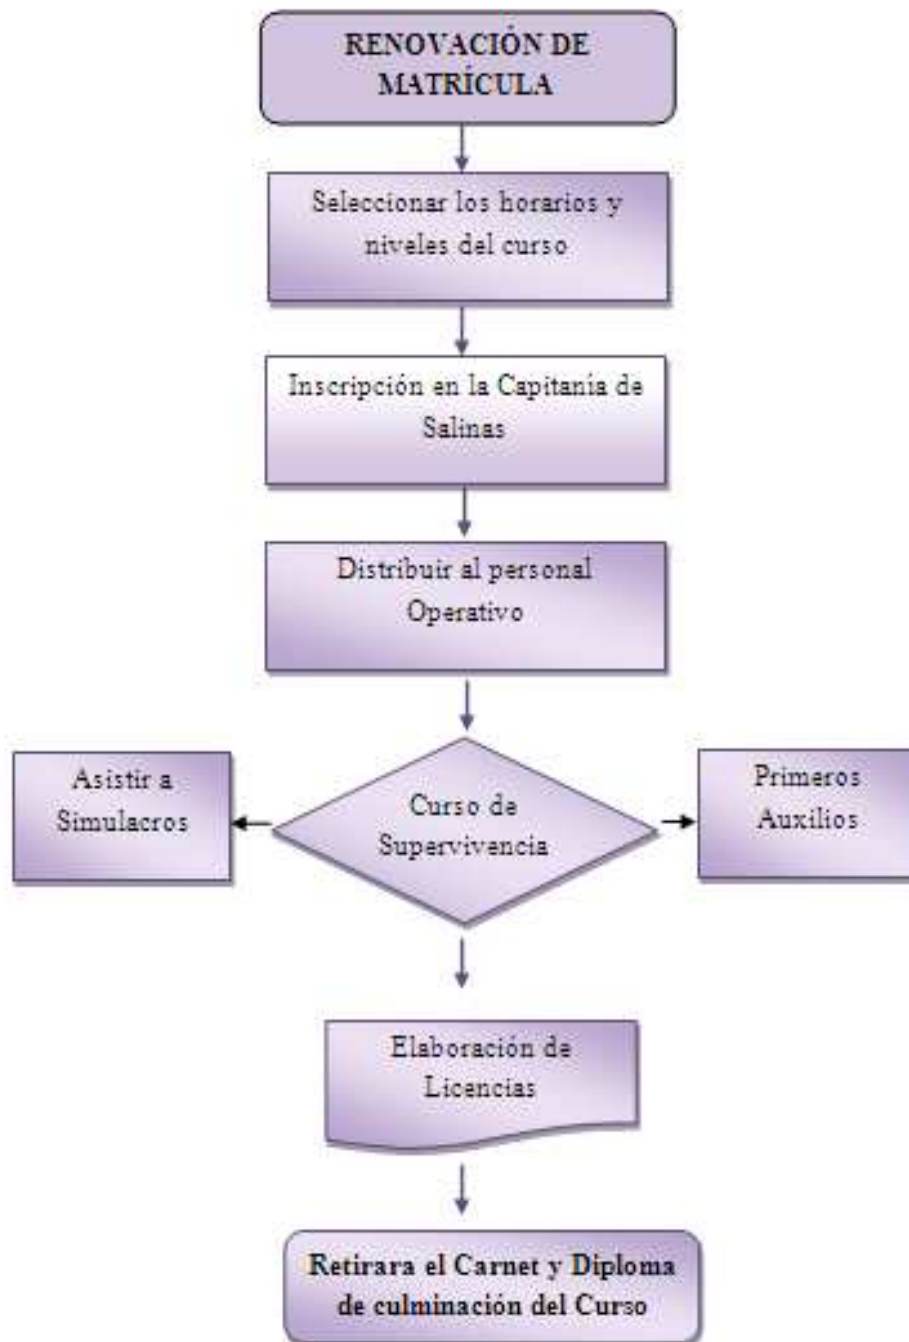 RENOVACIÓN DE
MATRÍCULA
Seleccionar los horarios y
niveles del curso
Inscripción en la Capitanía de
Salinas
Distribuir al personal
Operativo
Asistir a
Simulacros
Curso de
Supervivencia
Primeros
Auxilios
Elaboración de
Licencias
Retirara el Carnet y Diploma
de culminación del Curso